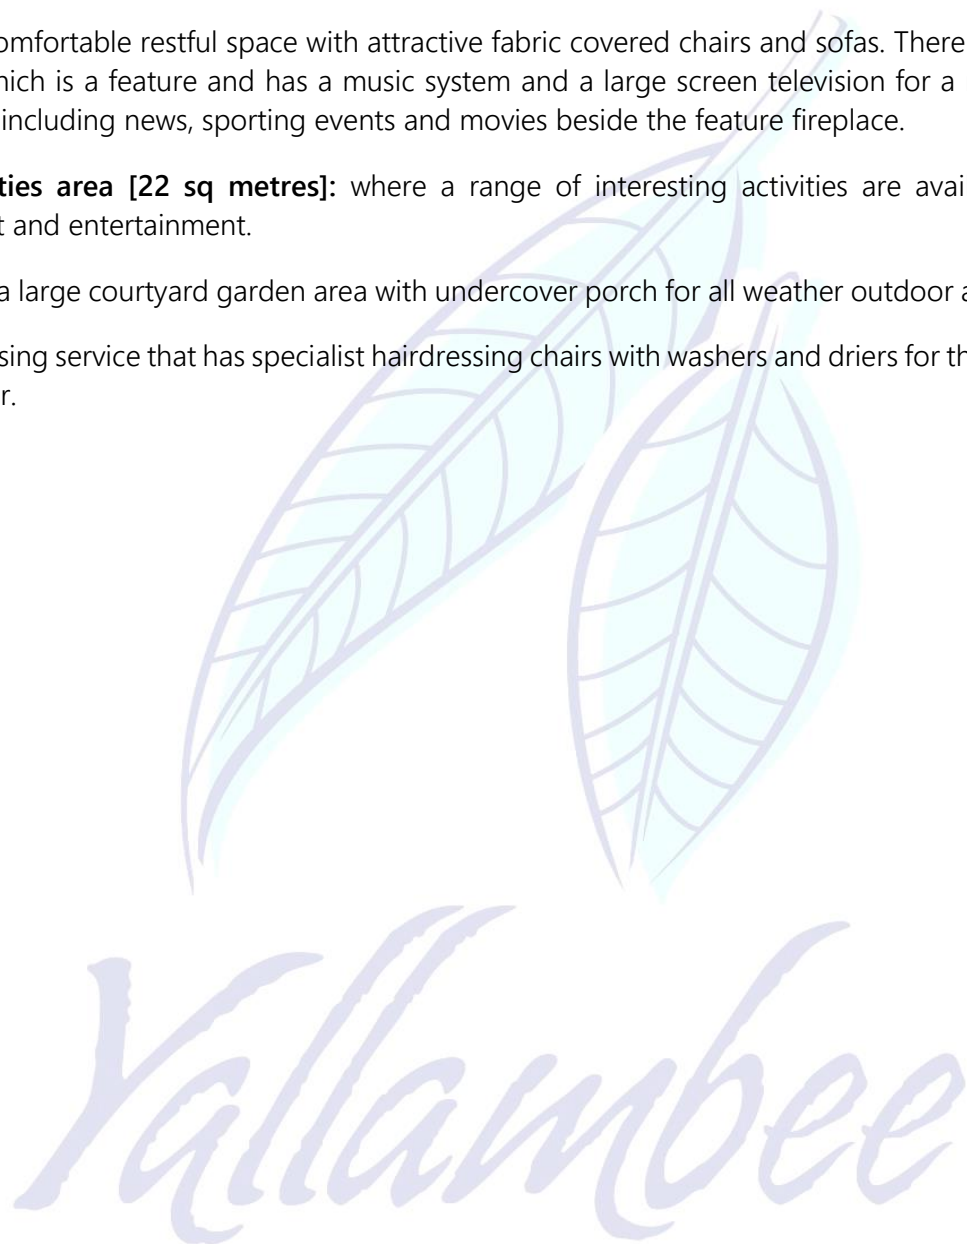 omfortable restful space with attractive fabric covered chairs and sofas. There
hich is a feature and has a music system and a large screen television for a
including news, sporting events and movies beside the feature fireplace.
ties area [22 sq metres]: where a range of interesting activities are avai
t and entertainment.
a large courtyard garden area with undercover porch for all weather outdoor a
sing service that has specialist hairdressing chairs with washers and driers for th
r.
Yallambee